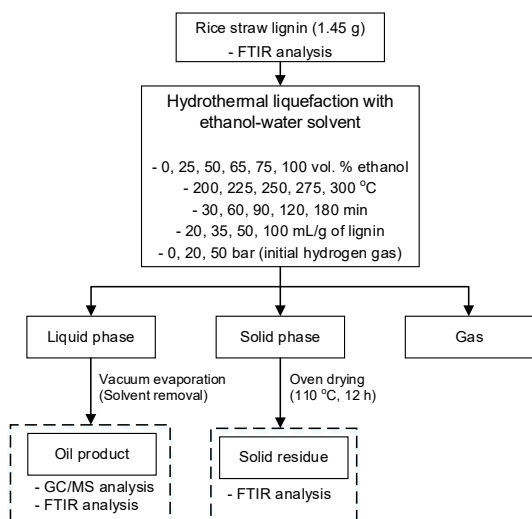 Rice straw lignin (1.45 g)
- FTIR analysis
Hydrothermal liquefaction with
ethanol-water solvent
- 0, 25, 50, 65, 75, 100 vol. % ethanol
- 200, 225, 250, 275, 300 °C
- 30, 60, 90, 120, 180 min
- 20, 35, 50, 100 mL/g of lignin
- 0, 20, 50 bar (initial hydrogen gas)
Liquid phase
Solid phase
Gas
Vacuum evaporation
(Solvent removal)
Oven drying
(110 °C, 12 h)
Oil product
- GC/MS analysis
- FTIR analysis
Solid residue
- FTIR analysis